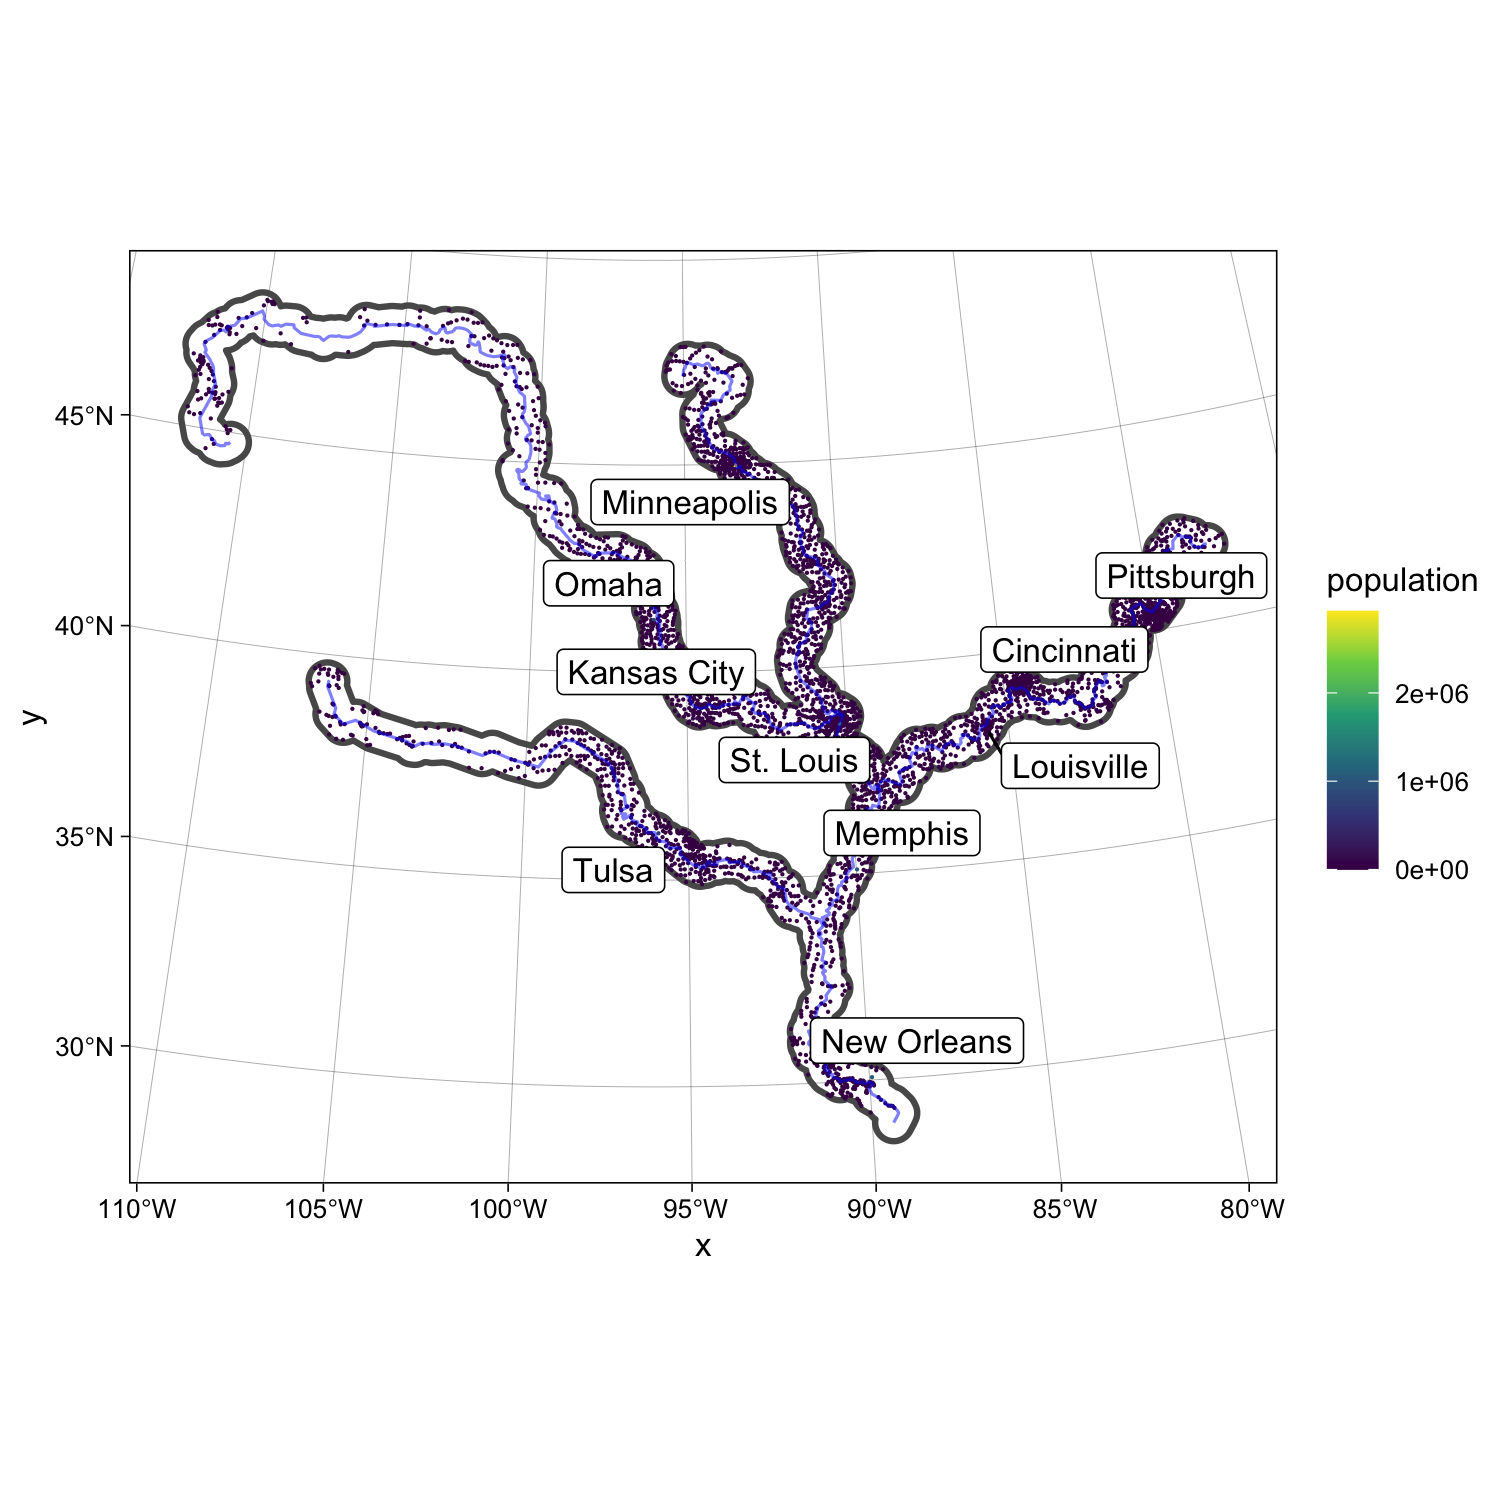 45°N
40°N
35°N
30°N
y
Minneapolis
Omaha
Pittsburgh
Cincinnati
Kansas City
St. Louis
Louisville
Memphis
Tulsa
New Orleans
110°W
105°W
100°W
95°W
90°W
85°W
80°W
x
population
2e+06
1e+06
0e+00